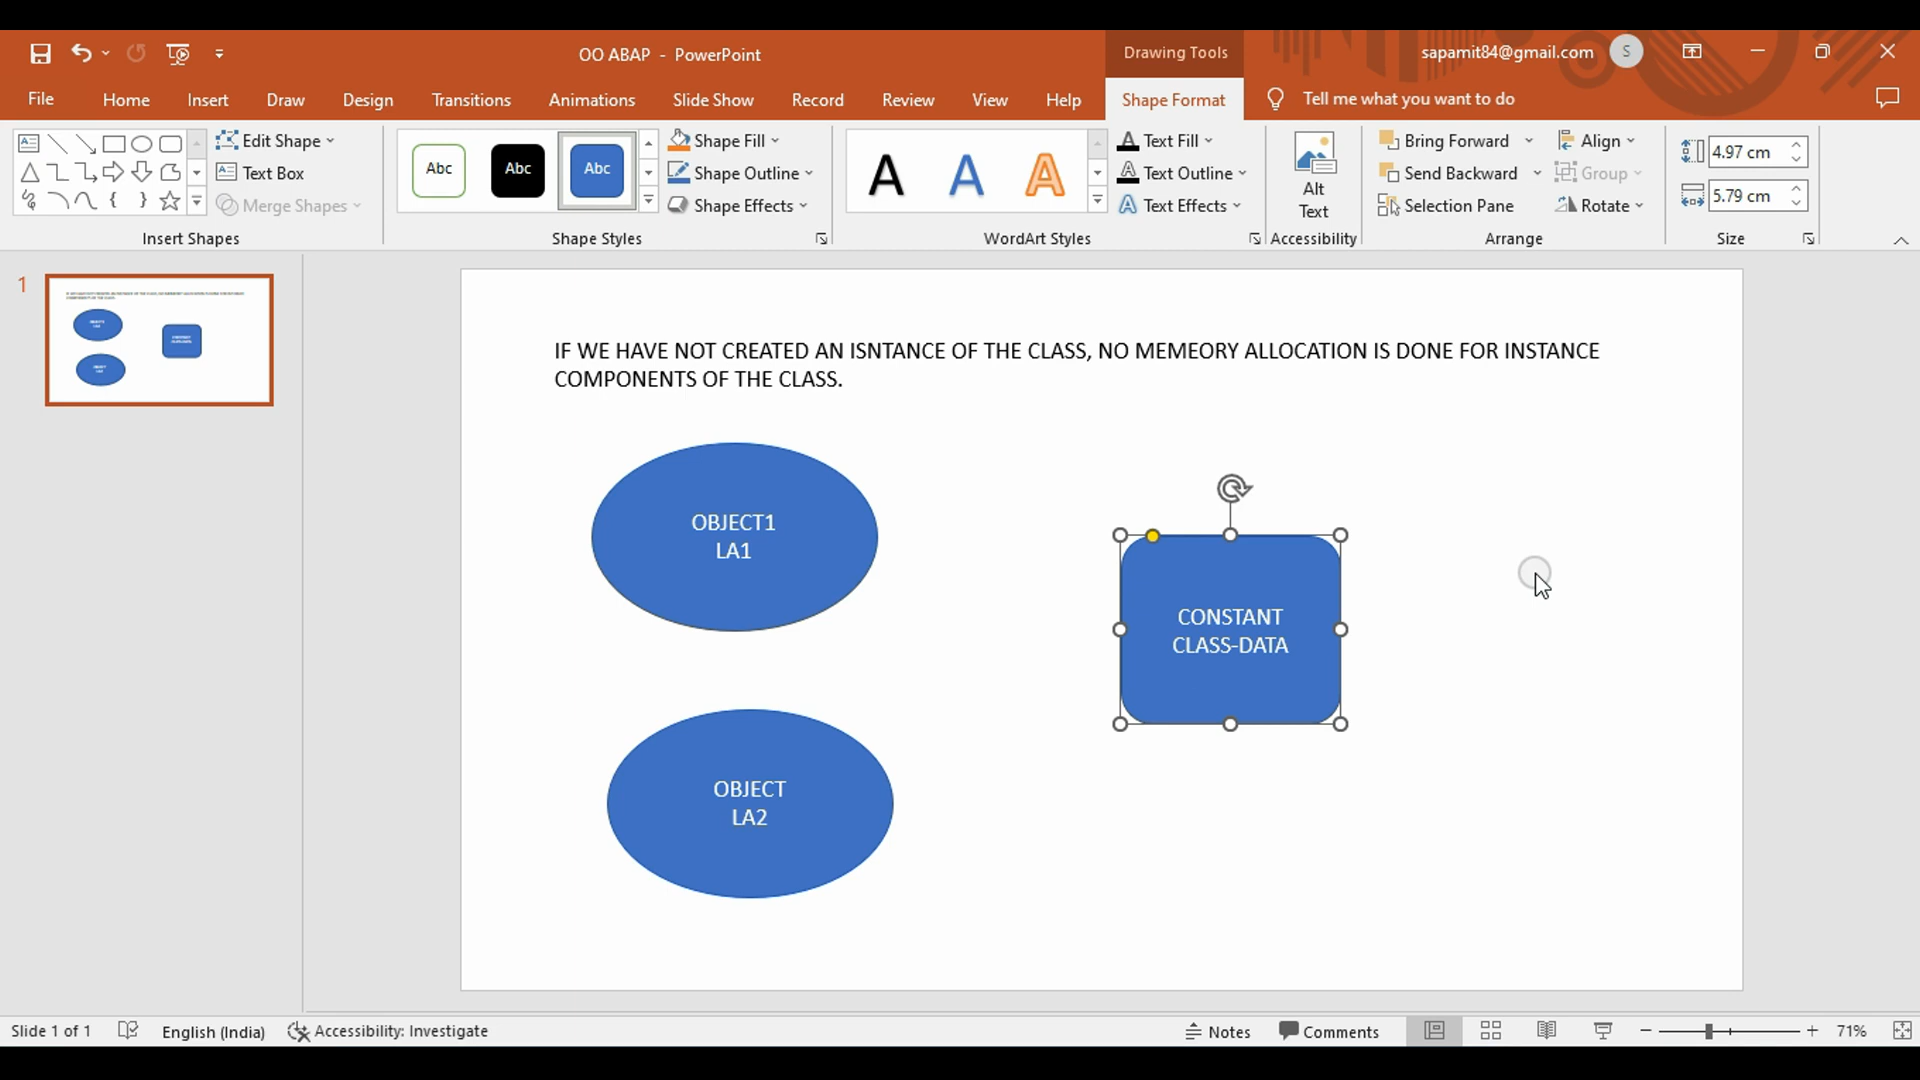 OO ABAP - PowerPoint
Drawing Tools
sapamit84@gmail.com
S
File
Home
Insert
Draw
Design
Transitions
Animations
Slide Show
Record
Review
View
Help
Shape Format
Tell me what you want to do
Edit Shape
Text Box
Merge Shapes
Insert Shapes
Abc
Abc
Abc
Shape Fill
Shape Outline
Shape Effects
Shape Styles
A
A
A
Text Fill
Text Outline
Text Effects
WordArt Styles
Alt
Text
Accessibility
Bring Forward
Send Backward
Selection Pane
Align
Group
Rotate
Arrange
4.97 cm
5.79 cm
Size
1
IF WE HAVE NOT CREATED AN ISNTANCE OF THE CLASS, NO MEMEORY ALLOCATION IS DONE FOR INSTANCE
COMPONENTS OF THE CLASS.
OBJECT1
LA1
CONSTANT
CLASS-DATA
OBJECT
LA2
Slide 1 of 1
English (India)
Accessibility: Investigate
Notes
Comments
71%